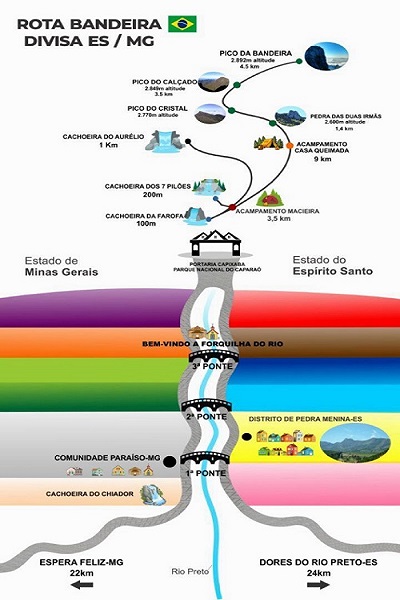 ROTA BANDEIRA
DIVISA ES / MG
PICO DA BANDEIRA
2.892m altitude
4.5 km
PICO DO CALÇADO
2.849m altitude
3.5 km
PICO DO CRISTAL
2.770m altitude
PEDRA DAS DUAS IRMÃS
2.600m altitude
1,4 km
CACHOEIRA DO AURÉLIO
1 Km
ACAMPAMENTO
CASA QUEIMADA
9 km
CACHOEIRA DOS 7 PILÕES
200m
ACAMPAMENTO MACIEIRA
3,5 km
CACHOEIRA DA FAROFA
100m
PORTARIA CAPIXABA
PARQUE NACIONAL DO CAPARAÓ
Estado de
Minas Gerais
Estado do
Espírito Santo
BEM-VINDO A FORQUILHA DO RIO
3ª PONTE
2ª PONTE
DISTRITO DE PEDRA MENINA-ES
COMUNIDADE PARAÍSO-MG
1ª PONTE
CACHOEIRA DO CHIADOR
ESPERA FELIZ-MG
22km
Rio Preto
DORES DO RIO PRETO-ES
24km